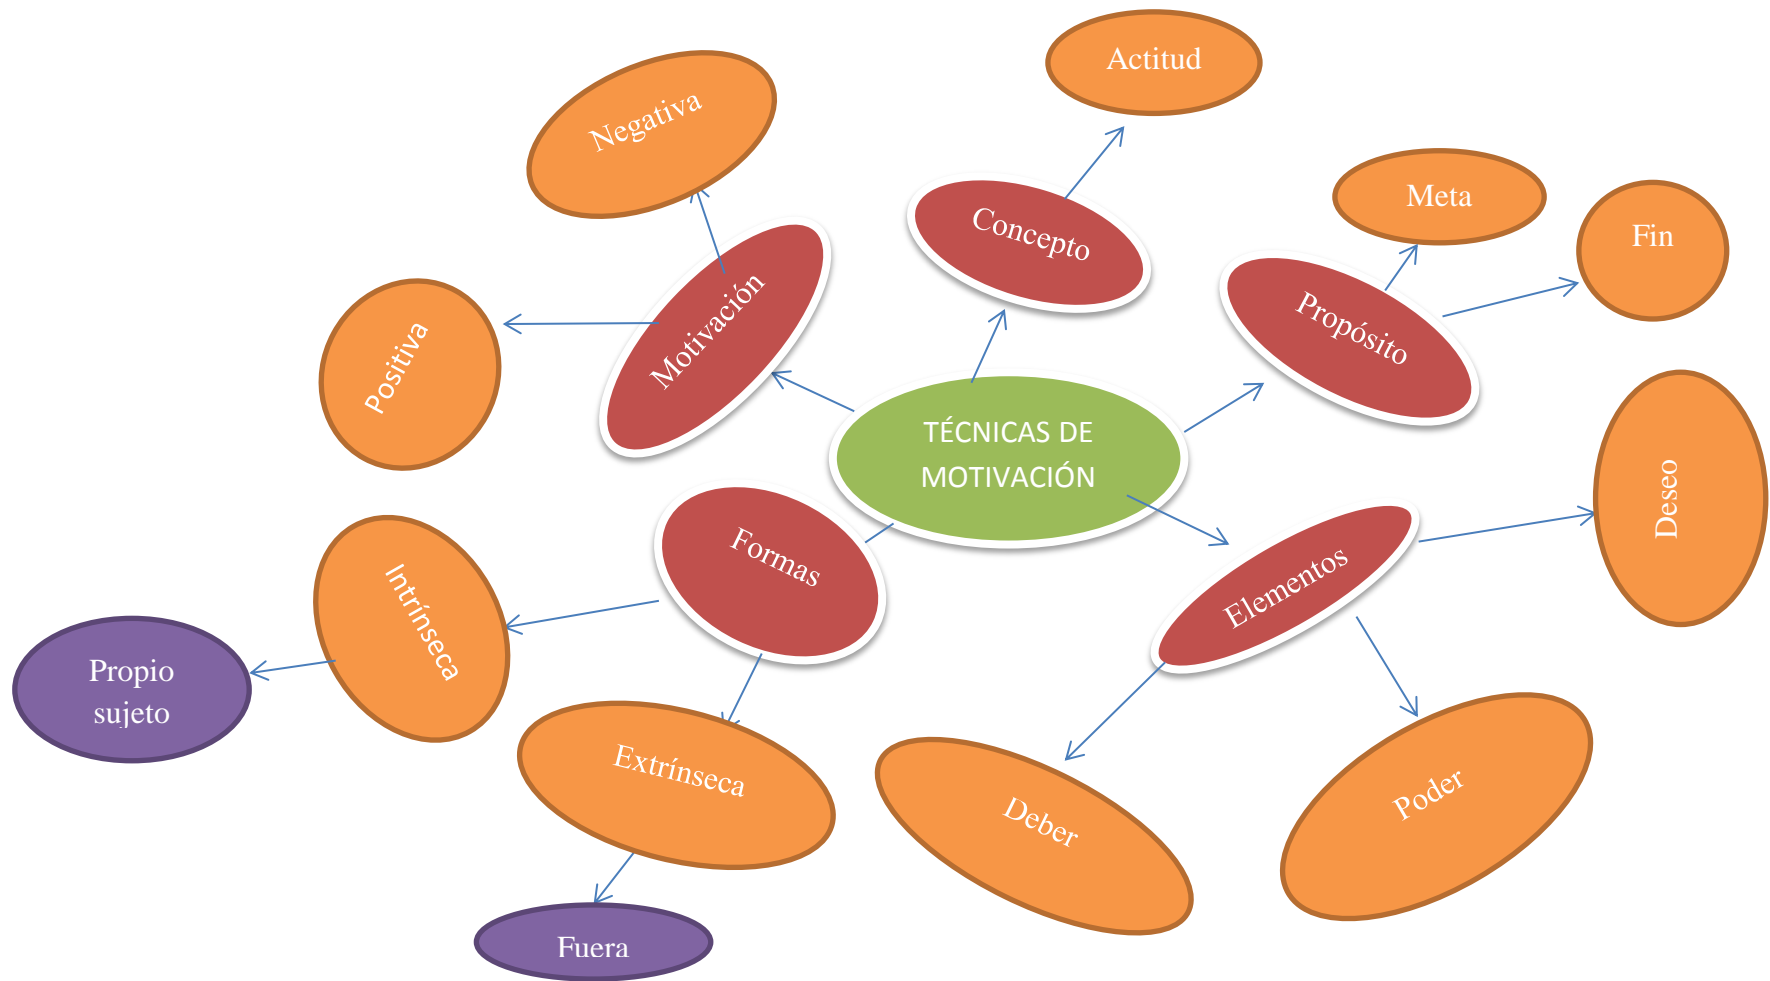 Actitud
Negativa
Meta
Fin
Concepto
Propósito
Motivación
Positiva
TÉCNICAS DE
MOTIVACIÓN
Deseo
Formas
Elementos
Intrínseca
Propio
sujeto
Extrínseca
Deber
Poder
Fuera